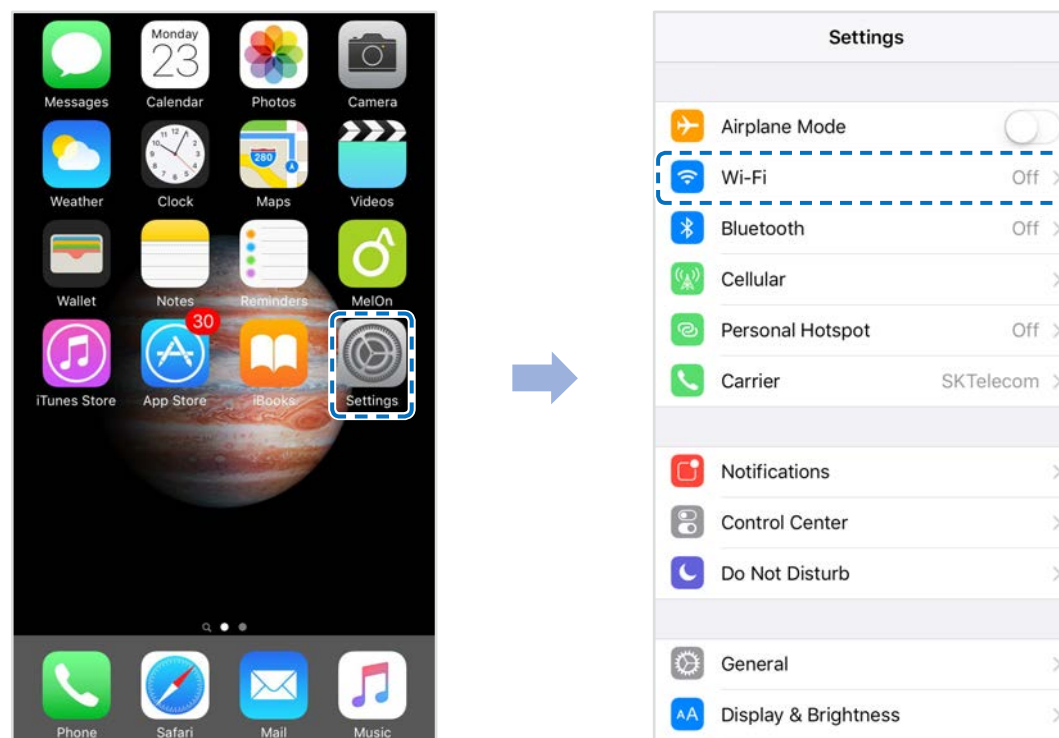 Monday
23
Messages Calendar Photos Camera
280
Weather Clock Maps Videos
Wallet Notes Reminders MelOn
30
iTunes Store App Store iBooks Settings
Phone Safari Mail Music
Settings
Airplane Mode
Wi-Fi Off
Bluetooth Off
Cellular
Personal Hotspot Off
Carrier SKTelecom
Notifications
Control Center
Do Not Disturb
General
AA Display & Brightness